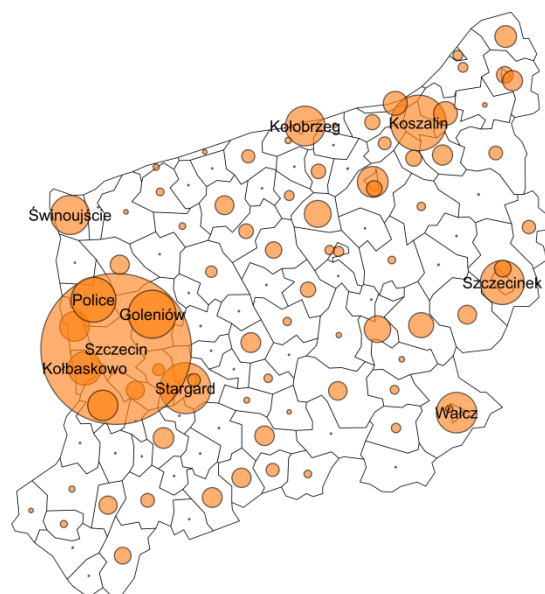 Kołobrzeg
Koszalin
Świnoujście
Szczecinek
Police
Goleniów
Szczecin
Kołbaskowo
Stargard
Wałcz